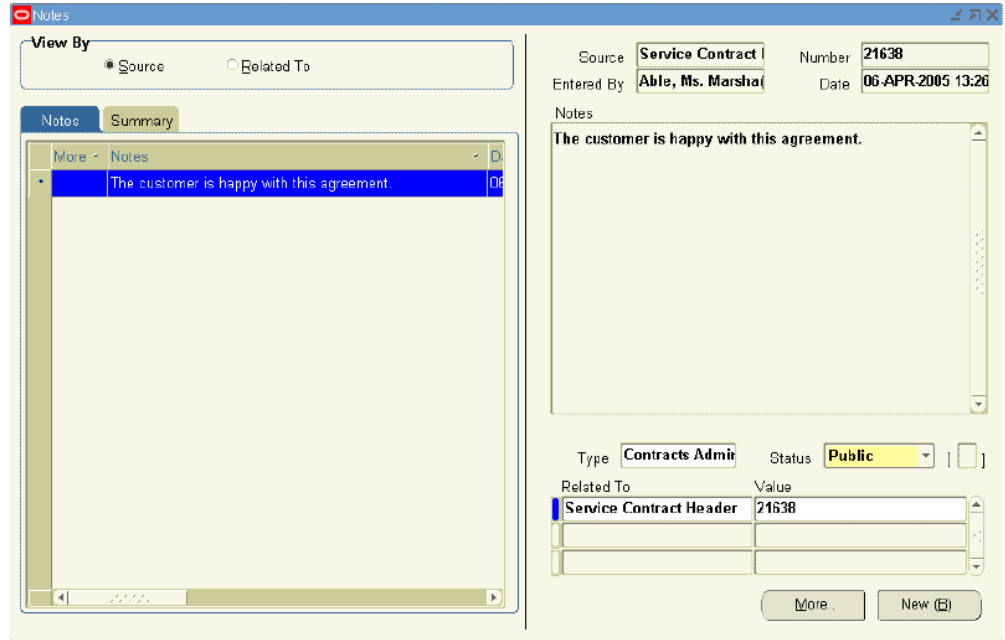 Notes
View By
Source
Related To
Notes
Summary
More
Notes
The customer is happy with this agreement.
06
Source
Service Contract
Number
21638
Entered By
Able, Ms. Marsha
Date
06-APR-2005 13:26
Notes
The customer is happy with this agreement.
Type
Contracts Admin
Status
Public
[ ]
Related To
Value
Service Contract Header
21638
More .
New (B)